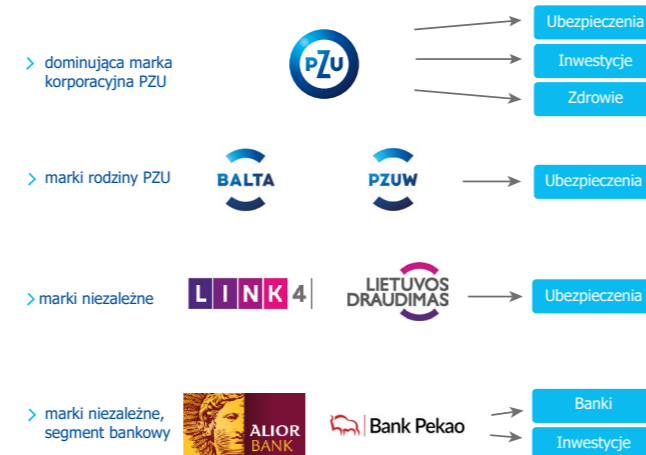 Ubezpieczenia
dominująca marka
korporacyjna PZU
PZU
Inwestycje
Zdrowie
marki rodziny PZU
BALTA
PZUW
Ubezpieczenia
marki niezależne
LINK4
LIETUVOS
DRAUDIMAS
Ubezpieczenia
marki niezależne,
segment bankowy
ALIOR
BANK
Bank Pekao
Banki
Inwestycje